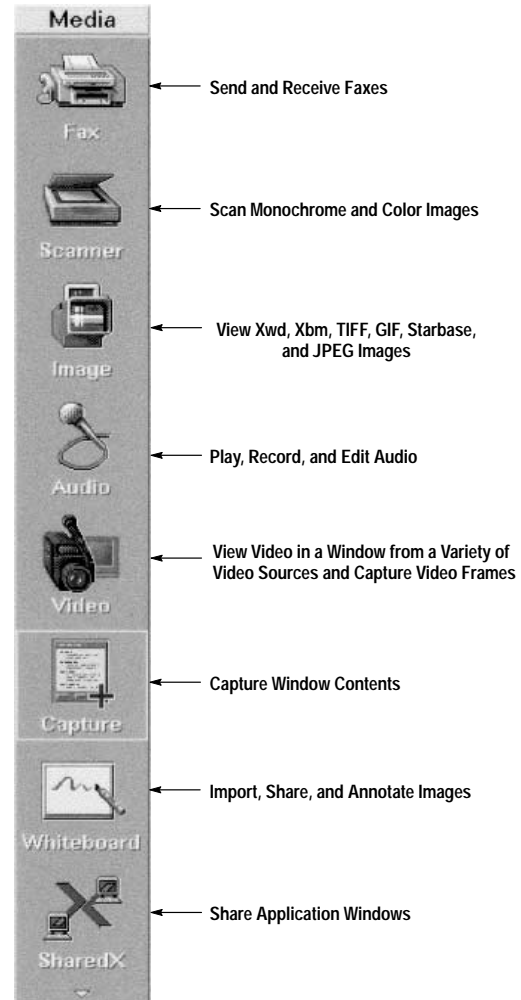 Media
Send and Receive Faxes
Fax
Scan Monochrome and Color Images
Scanner
View Xwd, Xbm, TIFF, GIF, Starbase,
and JPEG Images
Image
Play, Record, and Edit Audio
Audio
View Video in a Window from a Variety of
Video Sources and Capture Video Frames
Video
Capture Window Contents
Capture
Import, Share, and Annotate Images
Whiteboard
Share Application Windows
SharedX